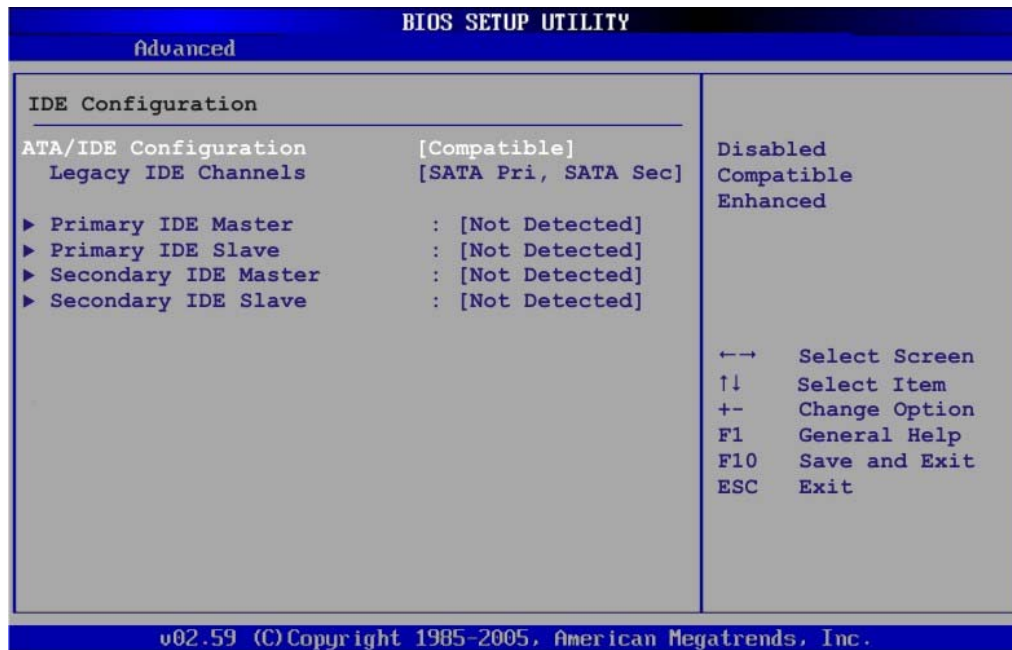 BIOS SETUP UTILITY
Advanced
IDE Configuration
ATA/IDE Configuration [Compatible]
Legacy IDE Channels [SATA Pri, SATA Sec]
▶ Primary IDE Master : [Not Detected]
▶ Primary IDE Slave : [Not Detected]
▶ Secondary IDE Master : [Not Detected]
▶ Secondary IDE Slave : [Not Detected]
Disabled
Compatible
Enhanced
←→ Select Screen
↑↓ Select Item
+- Change Option
F1 General Help
F10 Save and Exit
ESC Exit
v02.59 (C)Copyright 1985-2005, American Megatrends, Inc.